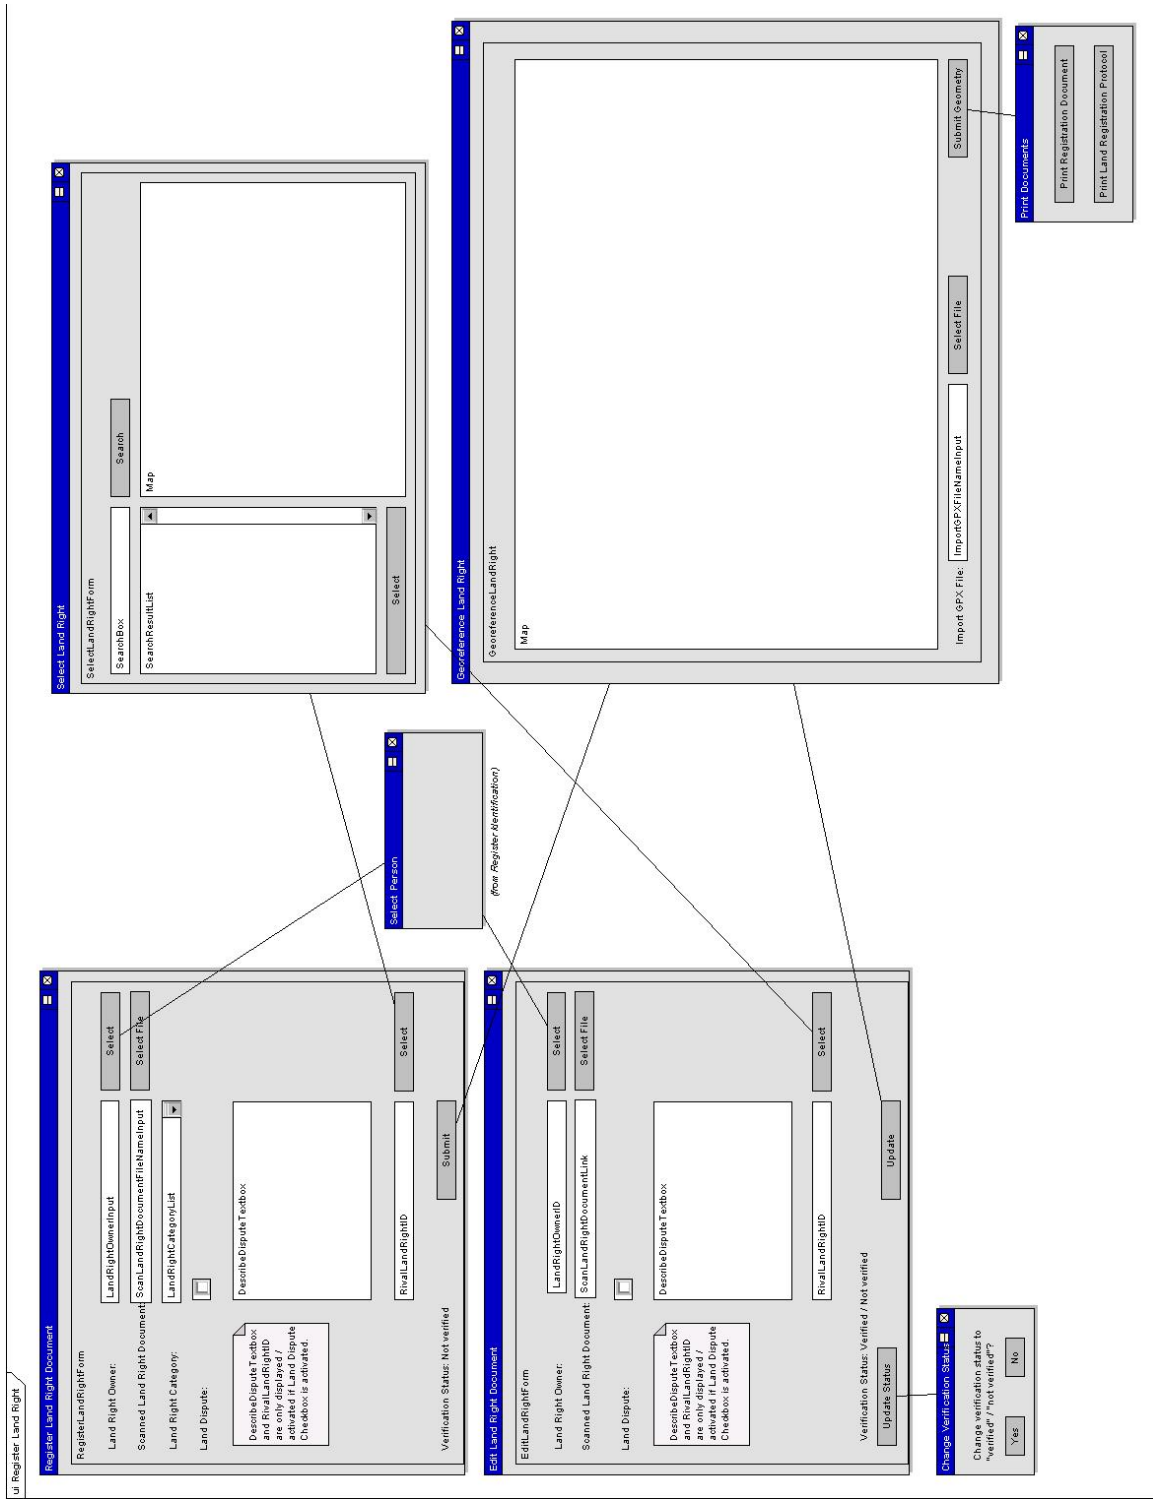 ui Register Land Right
Register Land Right Document
RegisterLandRightForm
Land Right Owner:
LandRightOwnerInput
Select
Scanned Land Right Document:
ScanLandRightDocumentFileNameInput
Select File
Land Right Category:
LandRightCategoryList
Land Dispute:
DescribeDisputeTextbox
and RivalLandRightID
are only displayed /
activated if Land Dispute
Checkbox is activated.
DescribeDisputeTextbox
RivalLandRightID
Select
Verification Status: Not verified
Submit
Select Land Right
SelectLandRightForm
SearchBox
Search
SearchResultList
Map
Select
Select Person
(from Register Identification)
Edit Land Right Document
EditLandRightForm
Land Right Owner:
LandRightOwnerID
Select
Scanned Land Right Document:
ScanLandRightDocumentLink
Select File
Land Dispute:
DescribeDisputeTextbox
and RivalLandRightID
are only displayed /
activated if Land Dispute
Checkbox is activated.
DescribeDisputeTextbox
RivalLandRightID
Select
Verification Status: Verified / Not verified
Update Status
Update
Georeference Land Right
GeoreferenceLandRight
Map
Import GPX File:
ImportGPXFileNameInput
Select File
Submit Geometry
Change Verification Status
Change verification status to
"verified" / "not verified"?
Yes
No
Print Documents
Print Registration Document
Print Land Registration Protocol